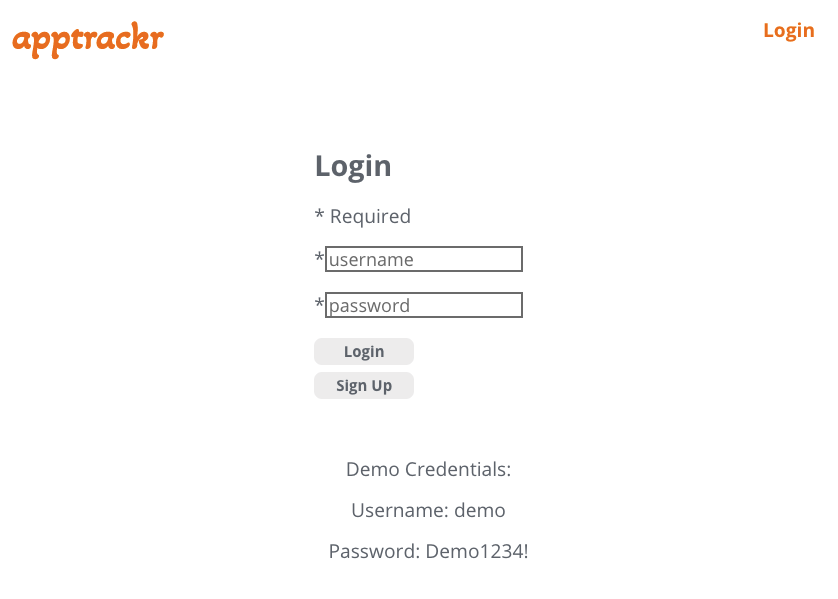 apptrackr
Login
Login
* Required
*username
*password
Login
Sign Up
Demo Credentials:
Username: demo
Password: Demo1234!